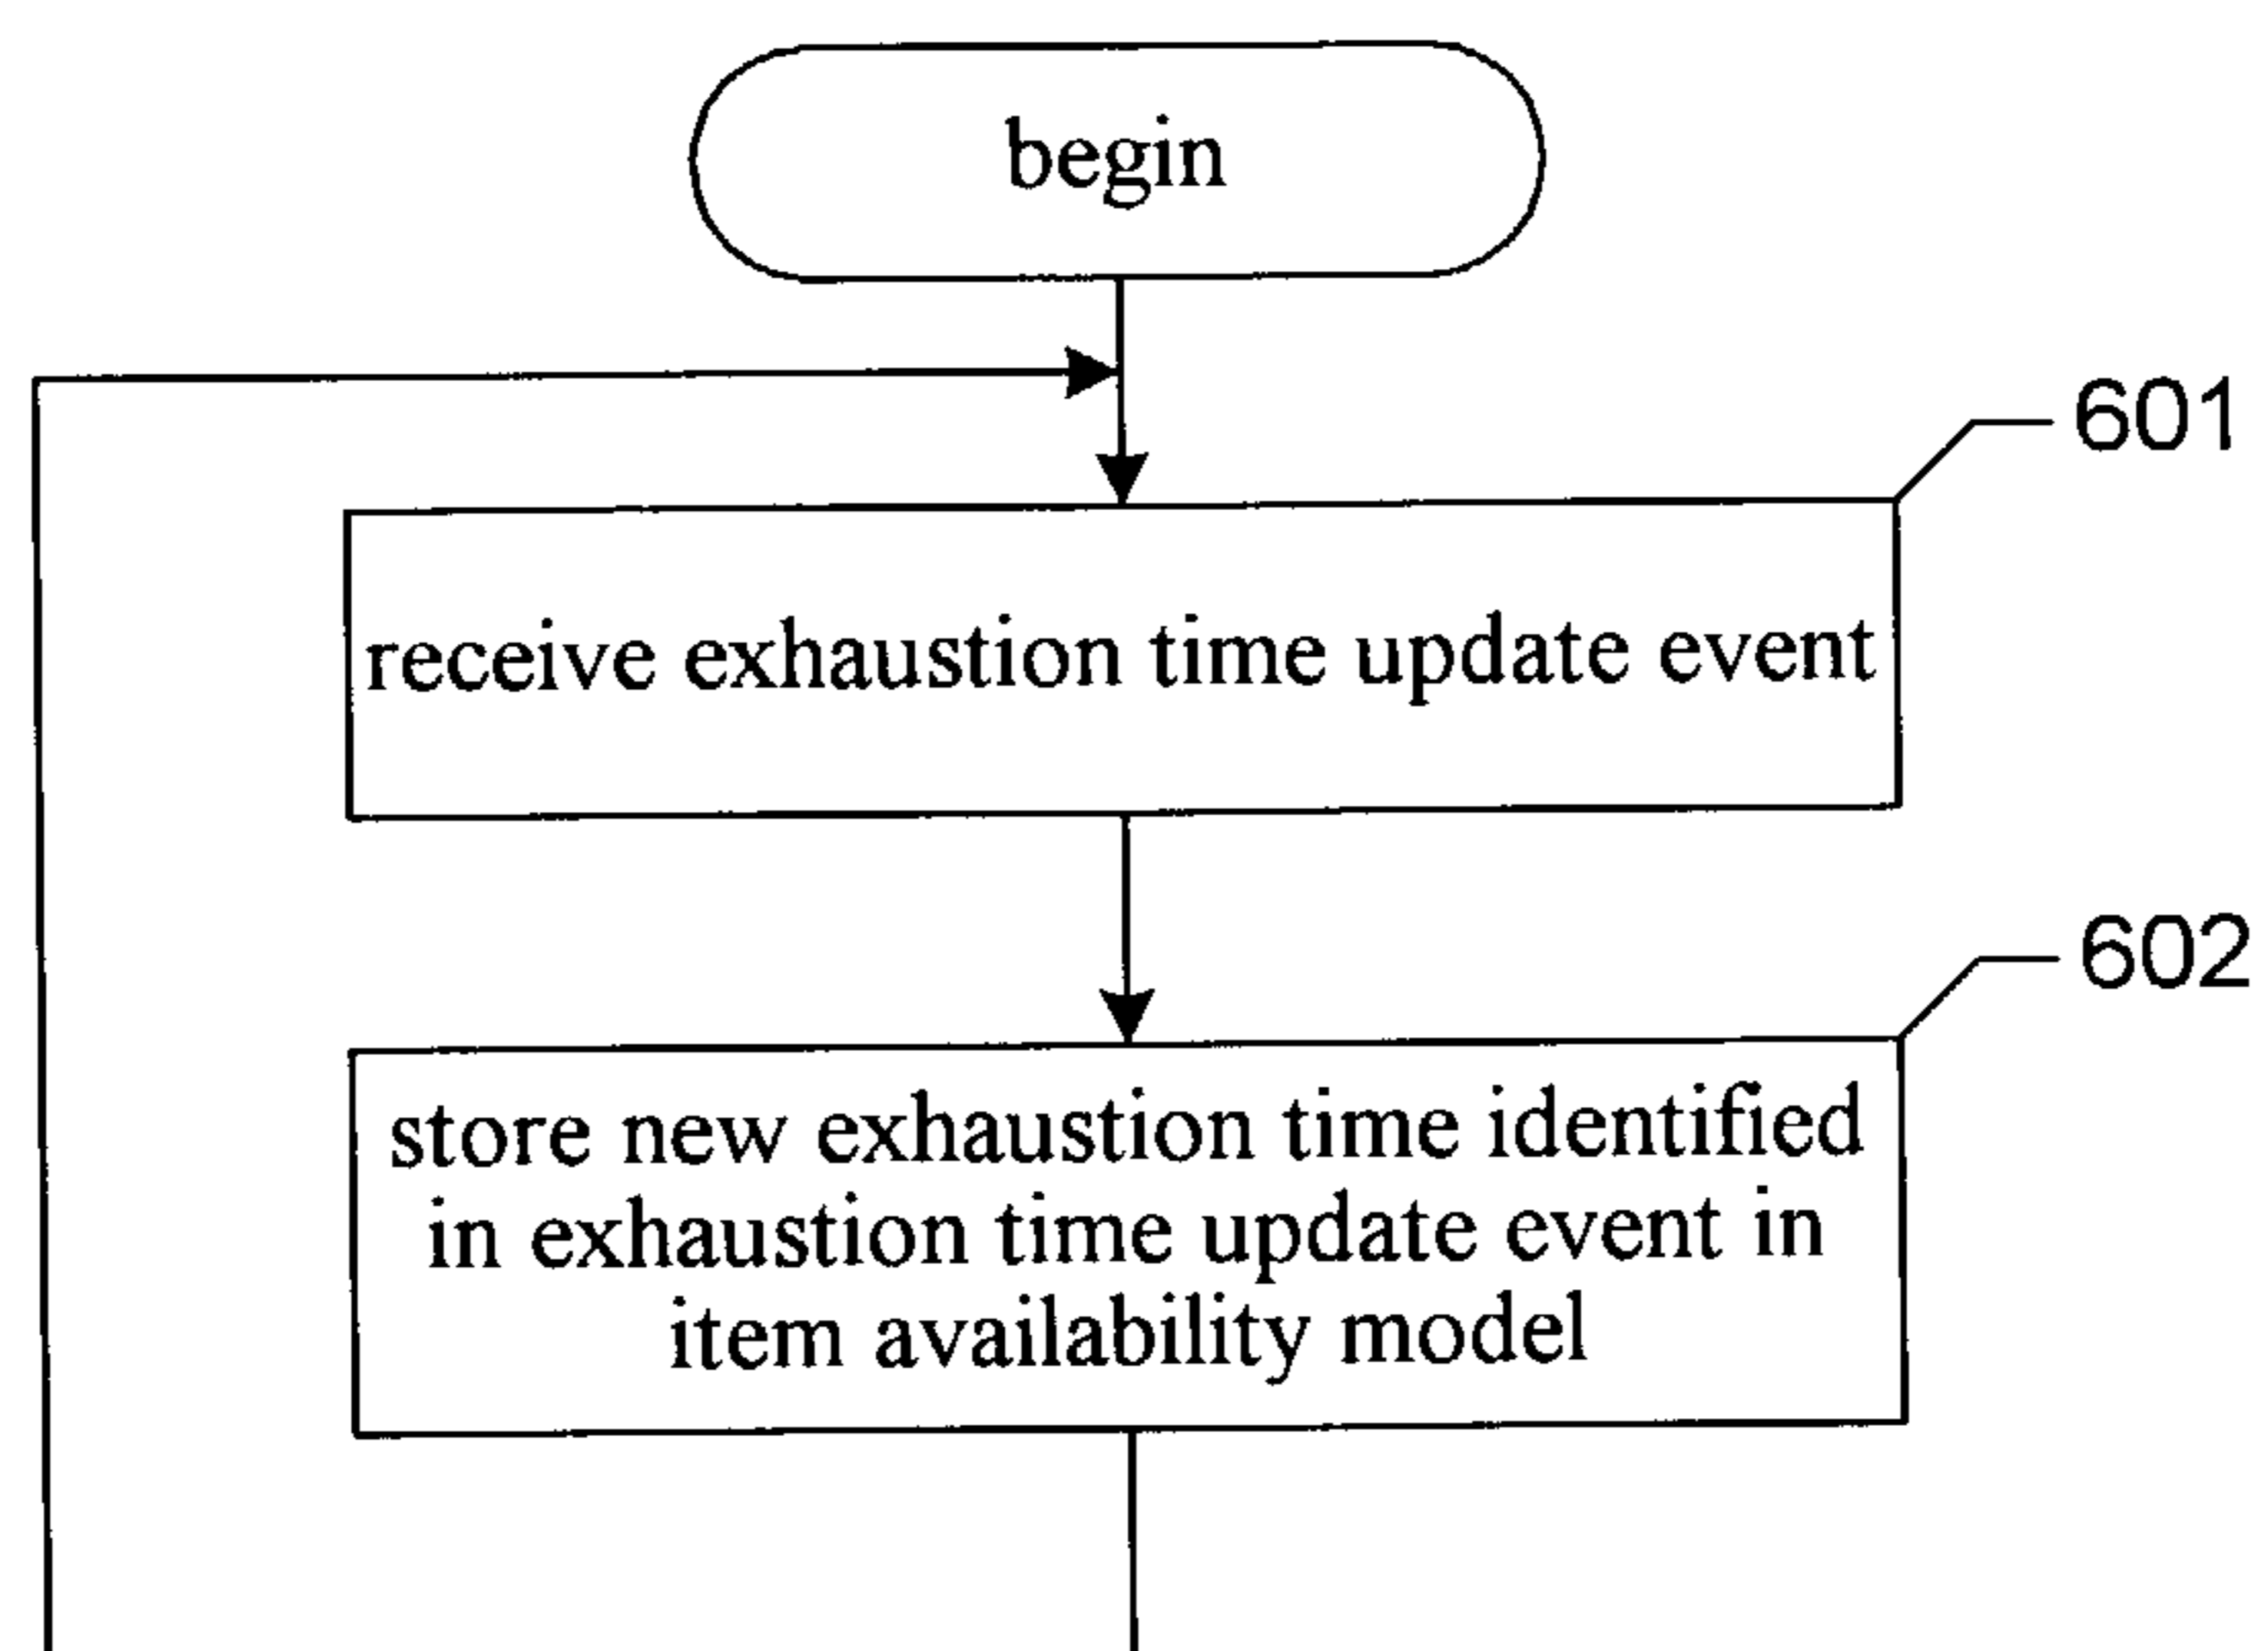 begin
601
receive exhaustion time update event
602
store new exhaustion time identified
in exhaustion time update event in
item availability model